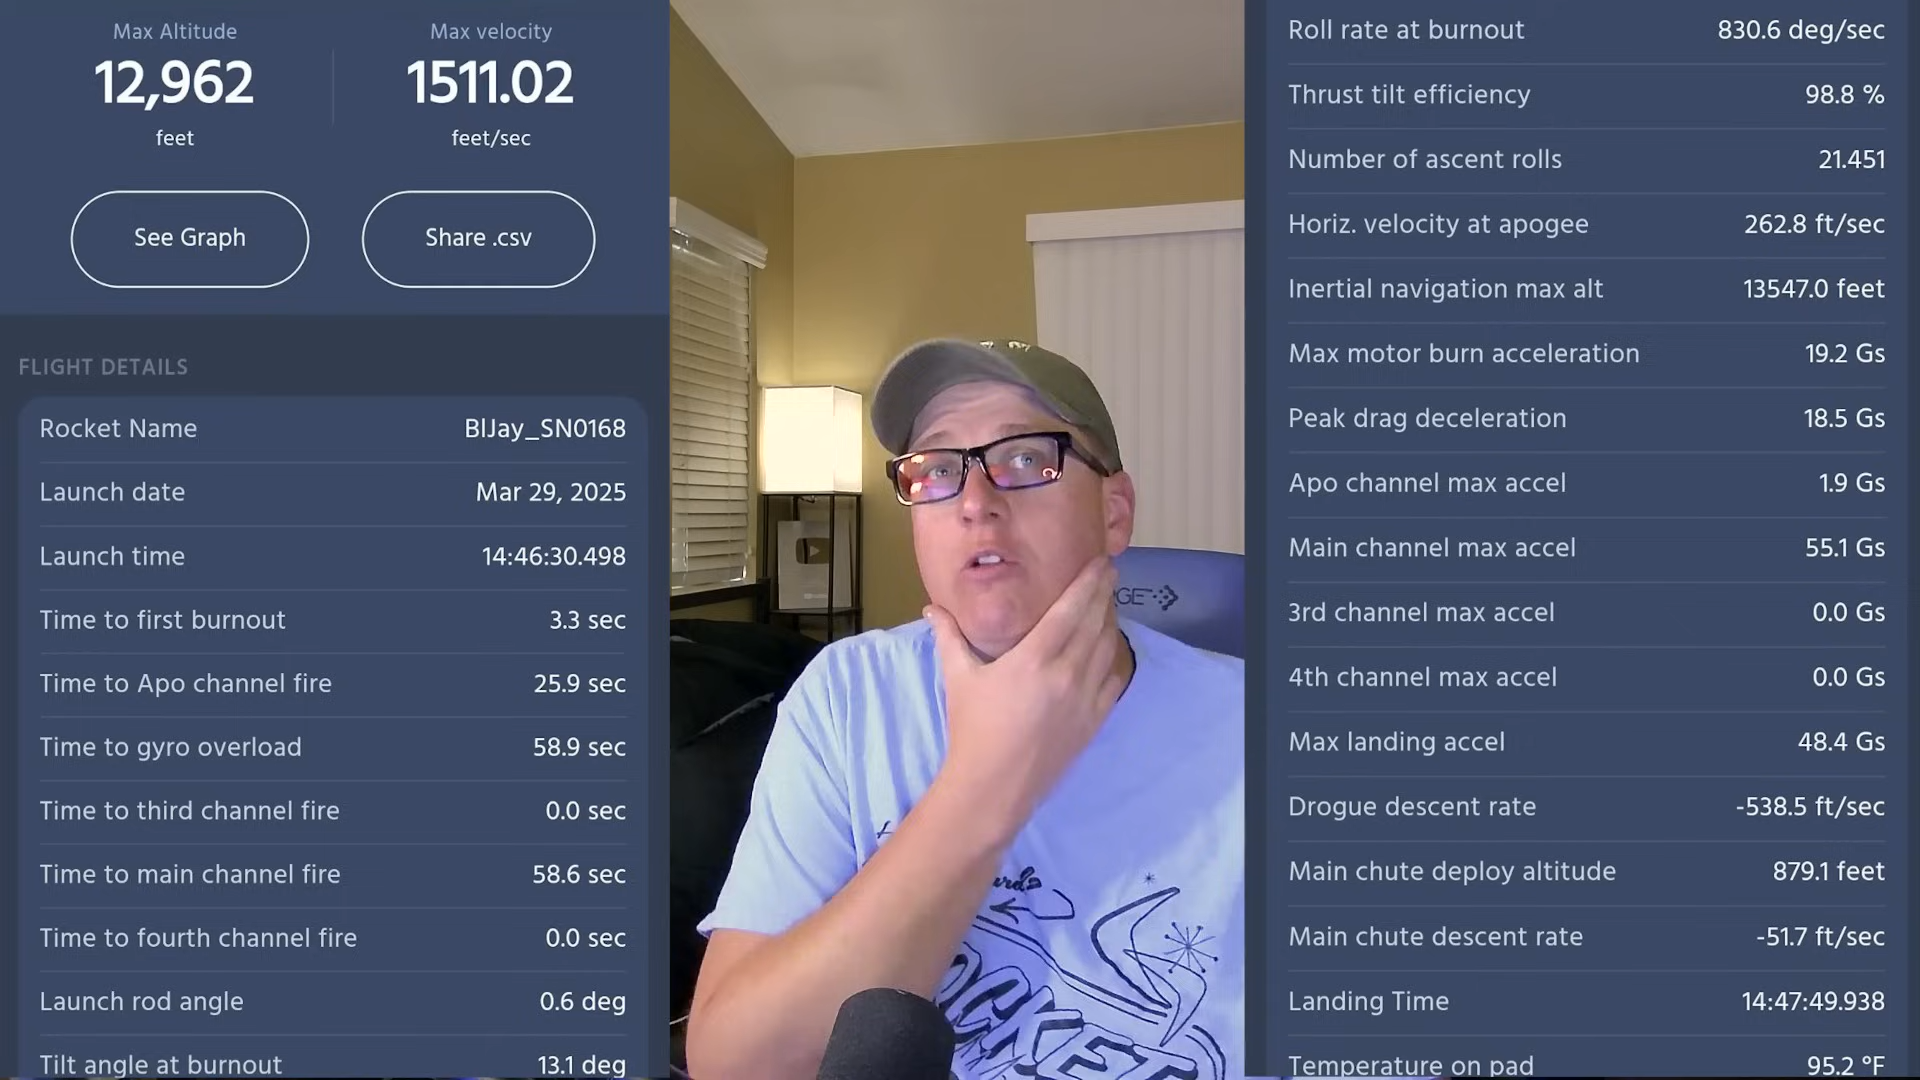 Max Altitude
12,962
feet
Max velocity
1511.02
feet/sec
See Graph
Share .csv
FLIGHT DETAILS
Rocket Name BlJay_SN0168
Launch date Mar 29, 2025
Launch time 14:46:30.498
Time to first burnout 3.3 sec
Time to Apo channel fire 25.9 sec
Time to gyro overload 58.9 sec
Time to third channel fire 0.0 sec
Time to main channel fire 58.6 sec
Time to fourth channel fire 0.0 sec
Launch rod angle 0.6 deg
Tilt angle at burnout 13.1 deg
RGE
OCKET
Roll rate at burnout 830.6 deg/sec
Thrust tilt efficiency 98.8 %
Number of ascent rolls 21.451
Horiz. velocity at apogee 262.8 ft/sec
Inertial navigation max alt 13547.0 feet
Max motor burn acceleration 19.2 Gs
Peak drag deceleration 18.5 Gs
Apo channel max accel 1.9 Gs
Main channel max accel 55.1 Gs
3rd channel max accel 0.0 Gs
4th channel max accel 0.0 Gs
Max landing accel 48.4 Gs
Drogue descent rate -538.5 ft/sec
Main chute deploy altitude 879.1 feet
Main chute descent rate -51.7 ft/sec
Landing Time 14:47:49.938
Temperature on pad 95.2 °F